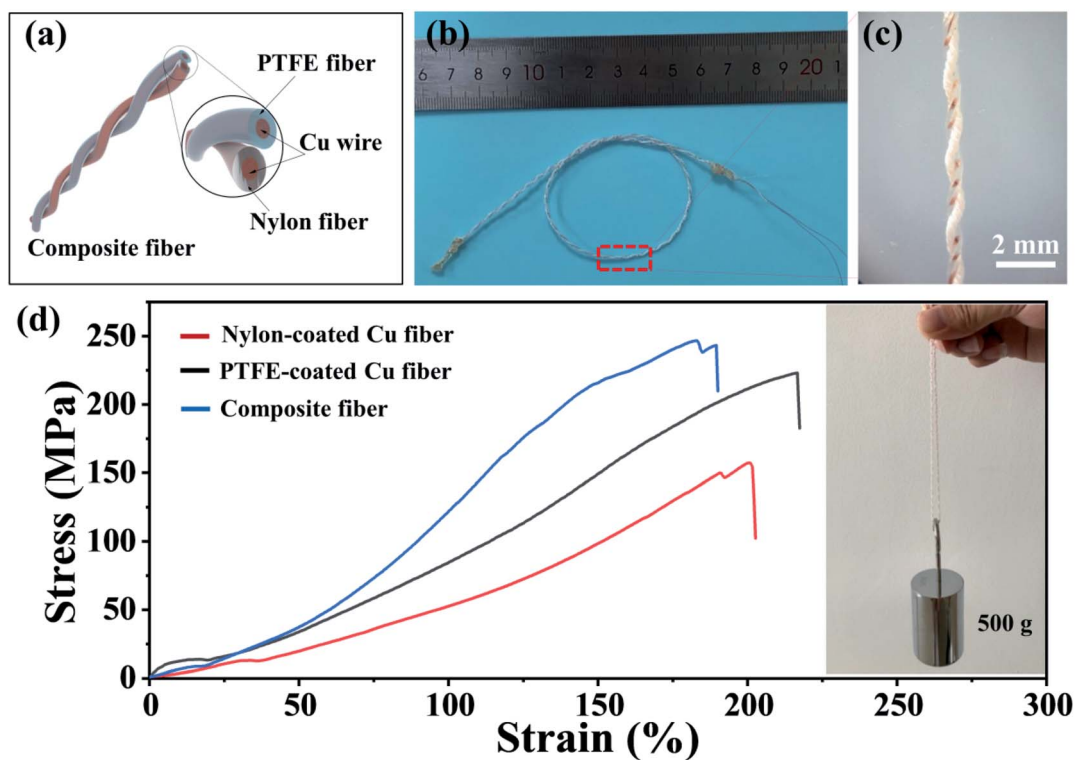 (a)
PTFE fiber
Cu wire
Nylon fiber
Composite fiber
(b)
6 7 8 9 10 1 2 3 4 5 6 7 8 9 20 1
(c)
2 mm
(d)
Stress (MPa)
250
200
150
100
50
0
Nylon-coated Cu fiber
PTFE-coated Cu fiber
Composite fiber
500 g
0 50 100 150 200 250 300
Strain (%)